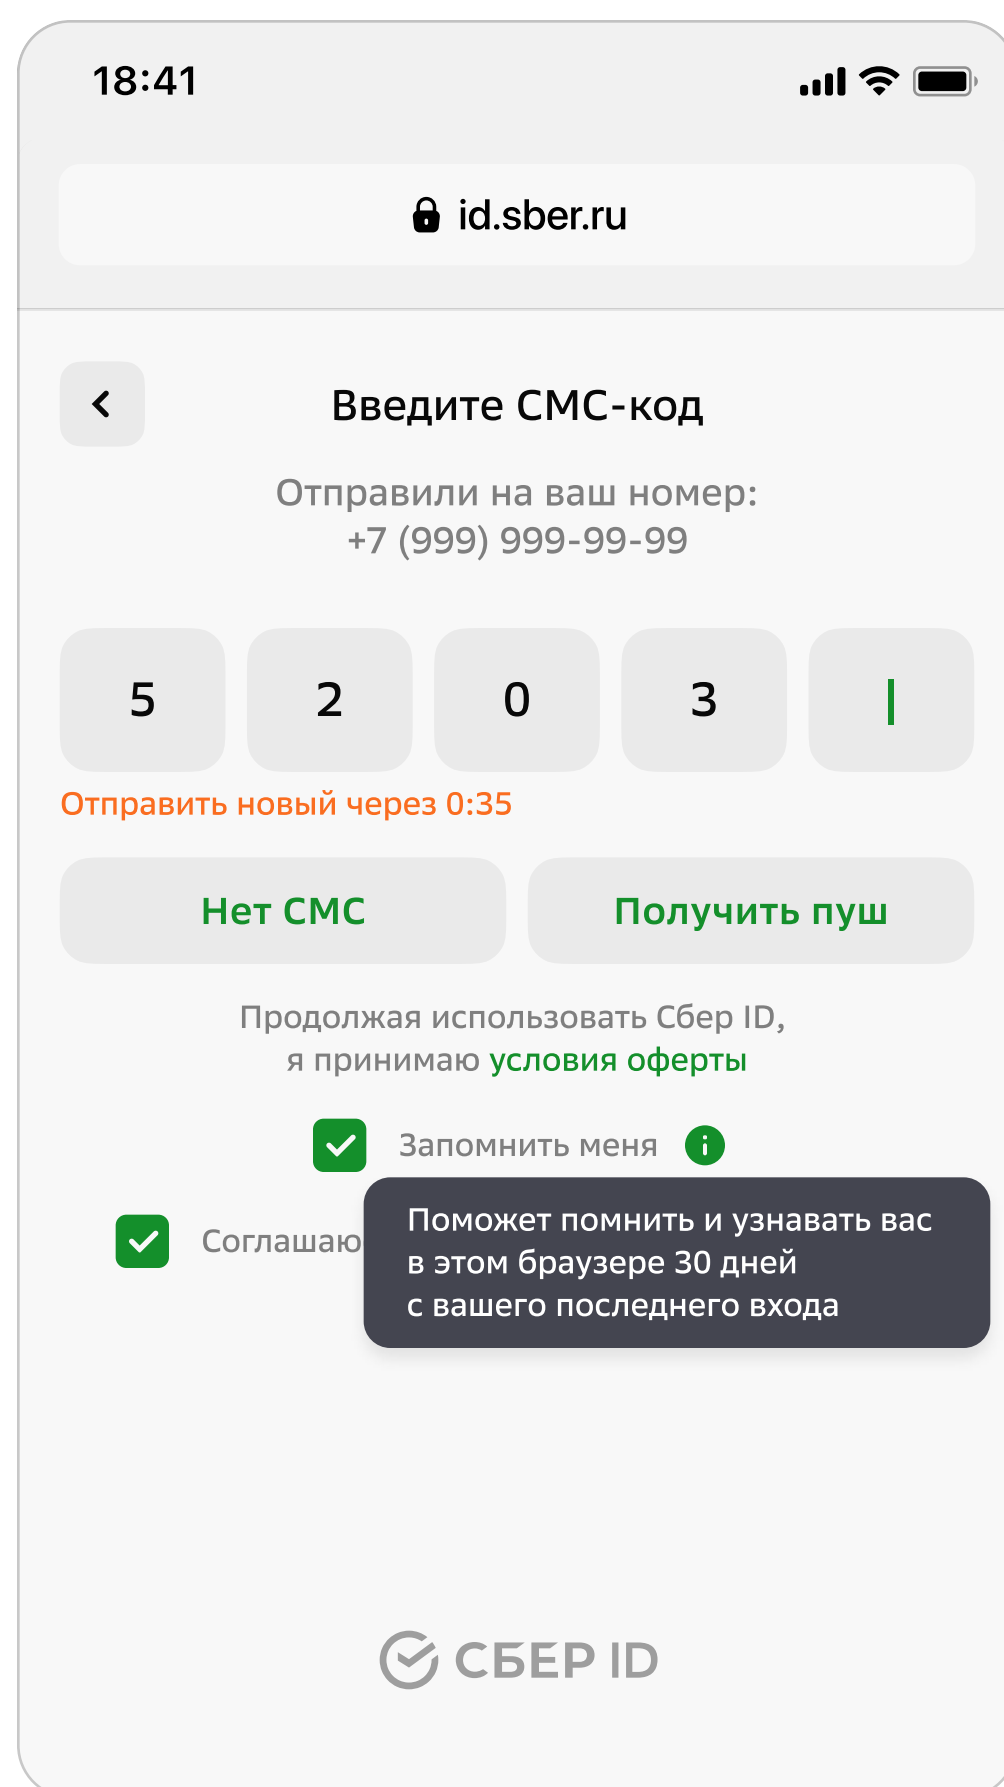 18:41
id.sber.ru
Введите СМС-код
Отправили на ваш номер:
+7 (999) 999-99-99
5 2 0 3
Отправить новый через 0:35
Нет СМС
Получить пуш
Продолжая использовать Сбер ID,
я принимаю условия оферты
Запомнить меня
Поможет помнить и узнавать вас
в этом браузере 30 дней
с вашего последнего входа
СБЕР ID